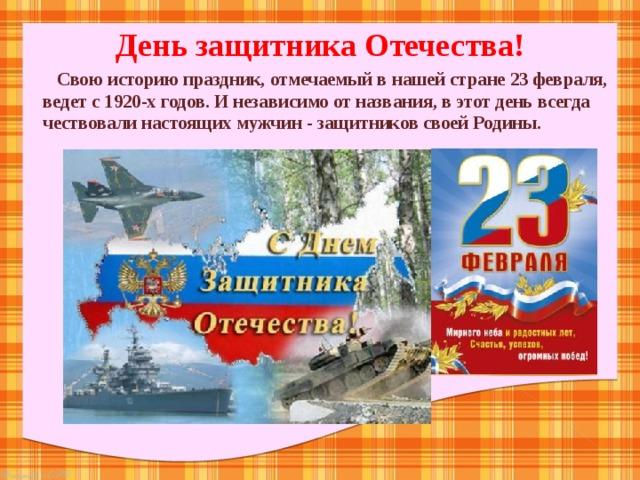 День защитника Отечества!
Свою историю праздник, отмечаемый в нашей стране 23 февраля,
ведет с 1920-х годов. И независимо от названия, в этот день всегда
чествовали настоящих мужчин - защитников своей Родины.
С Днем
Защитника
Отечества!
23
ФЕВРАЛЯ
Мирного неба и радостных лет,
Счастья, успехов,
огромных побед!